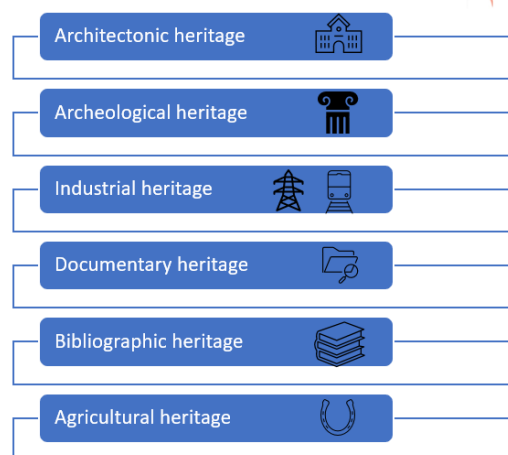 Architectonic heritage
Archeological heritage
Industrial heritage
Documentary heritage
Bibliographic heritage
Agricultural heritage